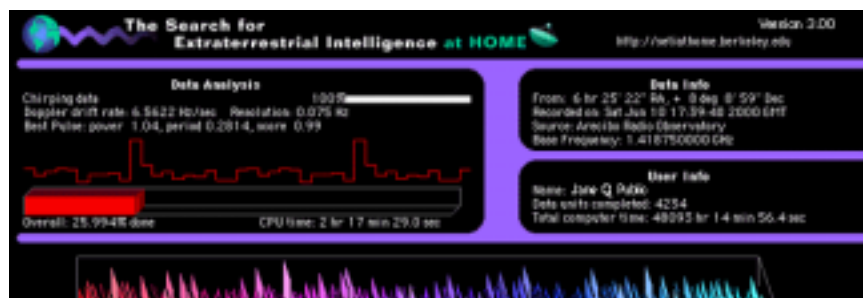 The Search for
Extraterrestrial Intelligence at HOME
Version 3.00
http://setiathome.berkeley.edu
Data Analysis
Chirping data 100%
Doppler drift rate: 6.5622 Hz/sec Resolution: 0.075 Hz
Best Pulse: power 1.04, period 0.2814, score 0.99
Overall: 25.994% done CPU time: 2 hr 17 min 29.0 sec
Data Info
From: 6 hr 25' 22" RA, + 8 deg 8' 59" Dec
Recorded on: Sat Jun 10 17:39:40 2000 GMT
Source: Arecibo Radio Observatory
Base Frequency: 1.418750000 GHz
User Info
Name: Jane Q. Public
Data units completed: 4234
Total computer time: 48093 hr 14 min 56.4 sec